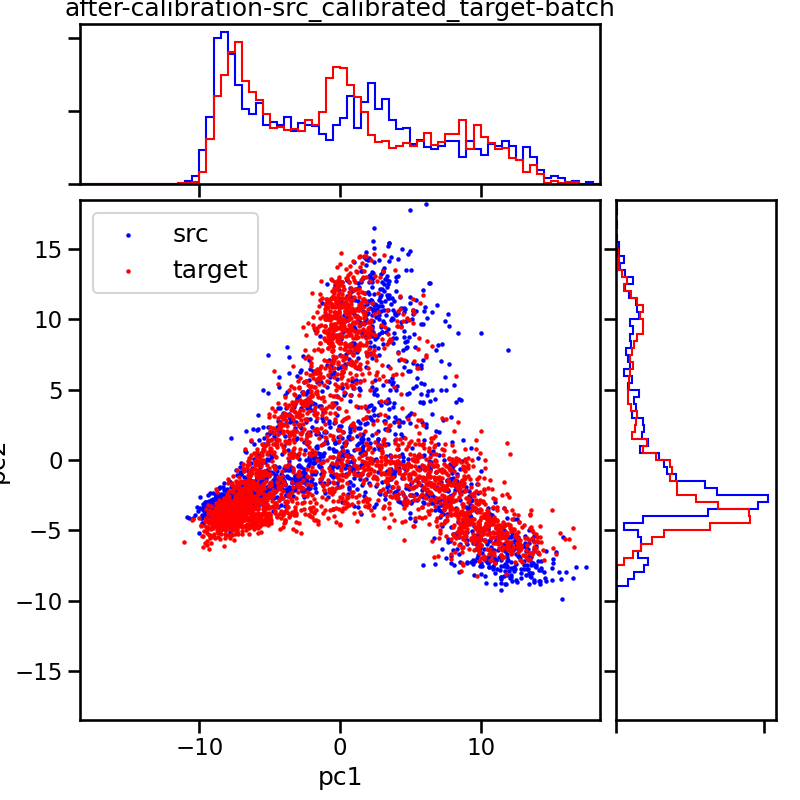 after-calibration-src_calibrated_target-batch
src
target
15
10
5
0
−5
−10
−15
pc2
−10
0
10
pc1